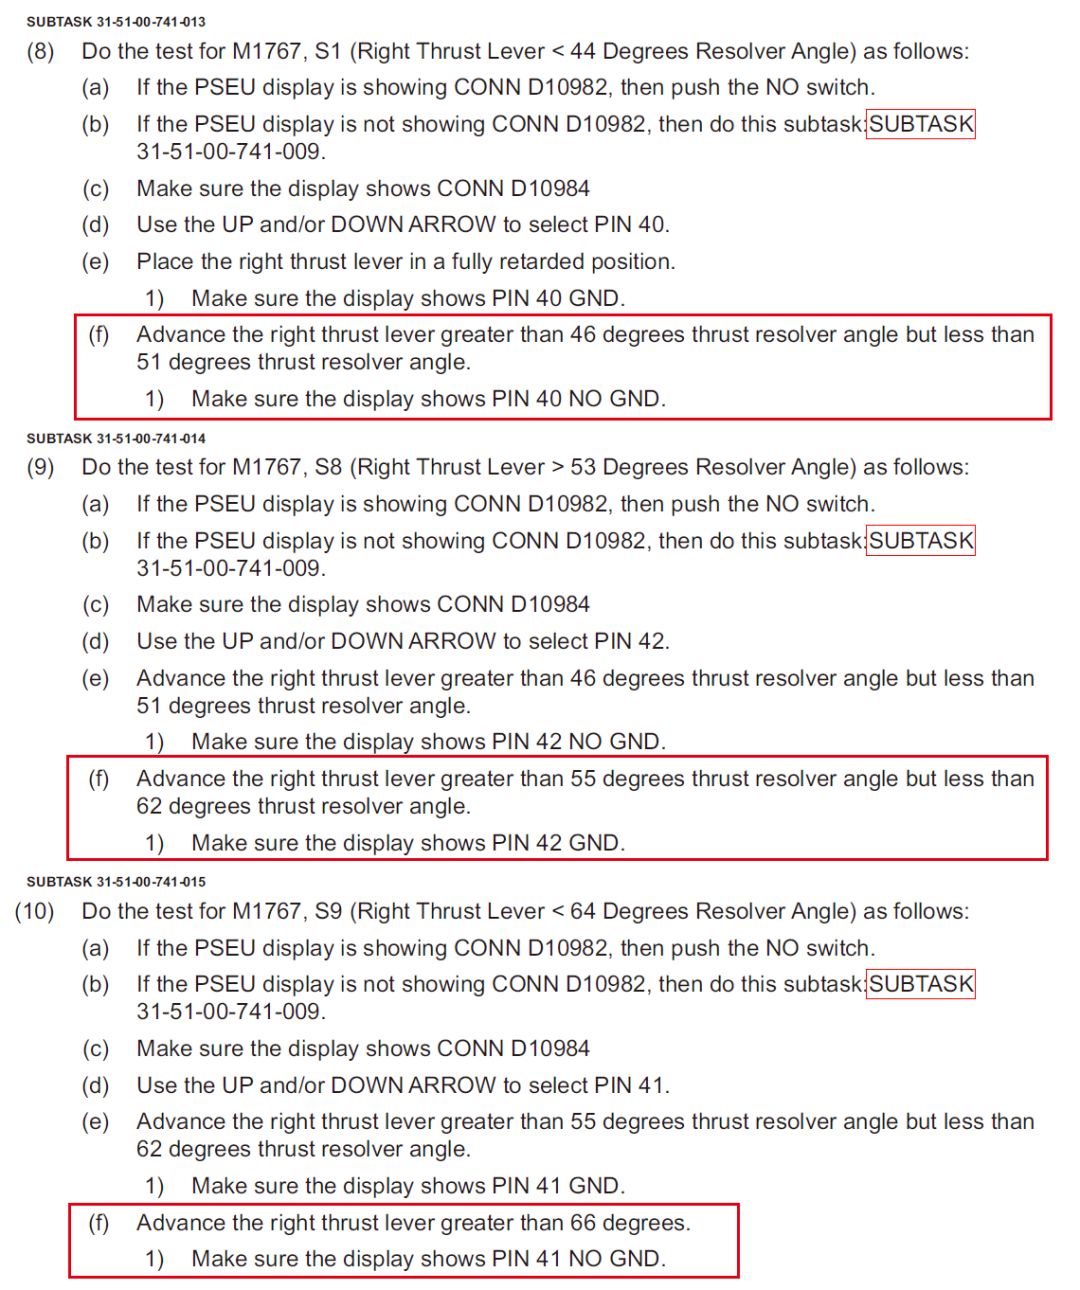 SUBTASK 31-51-00-741-013
(8) Do the test for M1767, S1 (Right Thrust Lever < 44 Degrees Resolver Angle) as follows:
(a) If the PSEU display is showing CONN D10982, then push the NO switch.
(b) If the PSEU display is not showing CONN D10982, then do this subtask: SUBTASK
31-51-00-741-009.
(c) Make sure the display shows CONN D10984
(d) Use the UP and/or DOWN ARROW to select PIN 40.
(e) Place the right thrust lever in a fully retarded position.
1) Make sure the display shows PIN 40 GND.
(f) Advance the right thrust lever greater than 46 degrees thrust resolver angle but less than
51 degrees thrust resolver angle.
1) Make sure the display shows PIN 40 NO GND.
SUBTASK 31-51-00-741-014
(9) Do the test for M1767, S8 (Right Thrust Lever > 53 Degrees Resolver Angle) as follows:
(a) If the PSEU display is showing CONN D10982, then push the NO switch.
(b) If the PSEU display is not showing CONN D10982, then do this subtask: SUBTASK
31-51-00-741-009.
(c) Make sure the display shows CONN D10984
(d) Use the UP and/or DOWN ARROW to select PIN 42.
(e) Advance the right thrust lever greater than 46 degrees thrust resolver angle but less than
51 degrees thrust resolver angle.
1) Make sure the display shows PIN 42 NO GND.
(f) Advance the right thrust lever greater than 55 degrees thrust resolver angle but less than
62 degrees thrust resolver angle.
1) Make sure the display shows PIN 42 GND.
SUBTASK 31-51-00-741-015
(10) Do the test for M1767, S9 (Right Thrust Lever < 64 Degrees Resolver Angle) as follows:
(a) If the PSEU display is showing CONN D10982, then push the NO switch.
(b) If the PSEU display is not showing CONN D10982, then do this subtask: SUBTASK
31-51-00-741-009.
(c) Make sure the display shows CONN D10984
(d) Use the UP and/or DOWN ARROW to select PIN 41.
(e) Advance the right thrust lever greater than 55 degrees thrust resolver angle but less than
62 degrees thrust resolver angle.
1) Make sure the display shows PIN 41 GND.
(f) Advance the right thrust lever greater than 66 degrees.
1) Make sure the display shows PIN 41 NO GND.